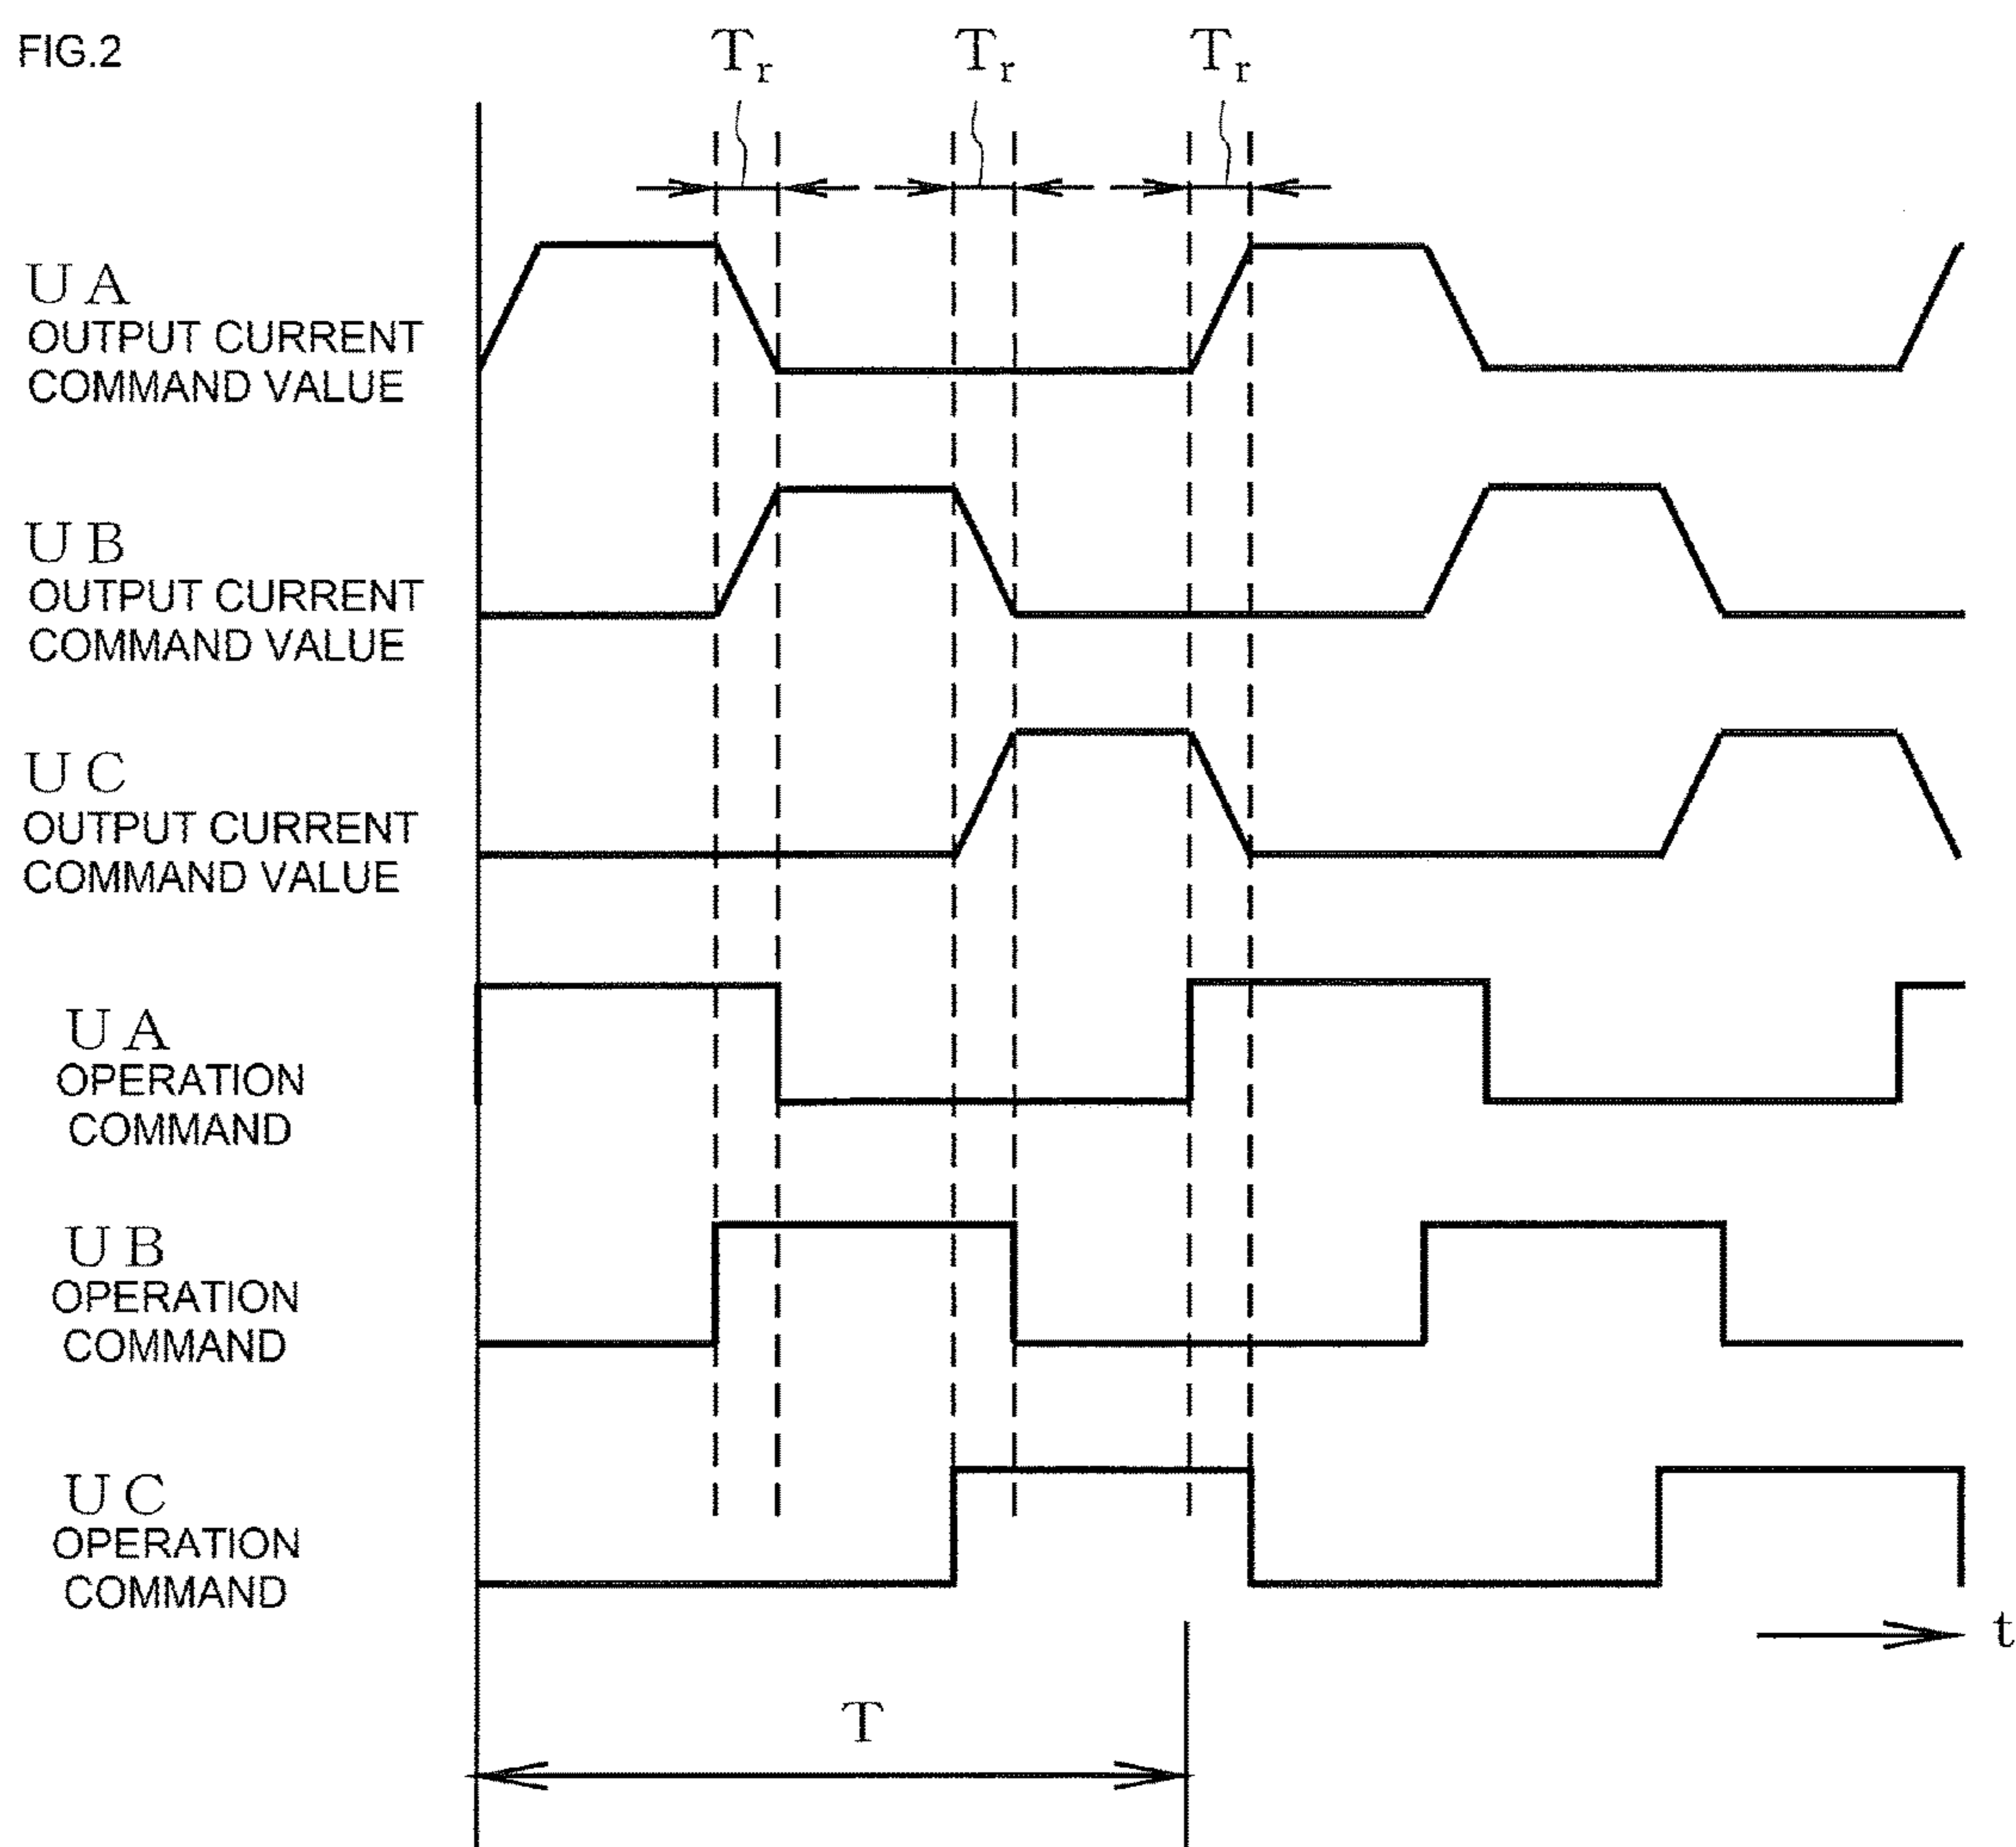 FIG.2
Tr Tr Tr
UA
OUTPUT CURRENT
COMMAND VALUE
UB
OUTPUT CURRENT
COMMAND VALUE
UC
OUTPUT CURRENT
COMMAND VALUE
UA
OPERATION
COMMAND
UB
OPERATION
COMMAND
UC
OPERATION
COMMAND
t
T